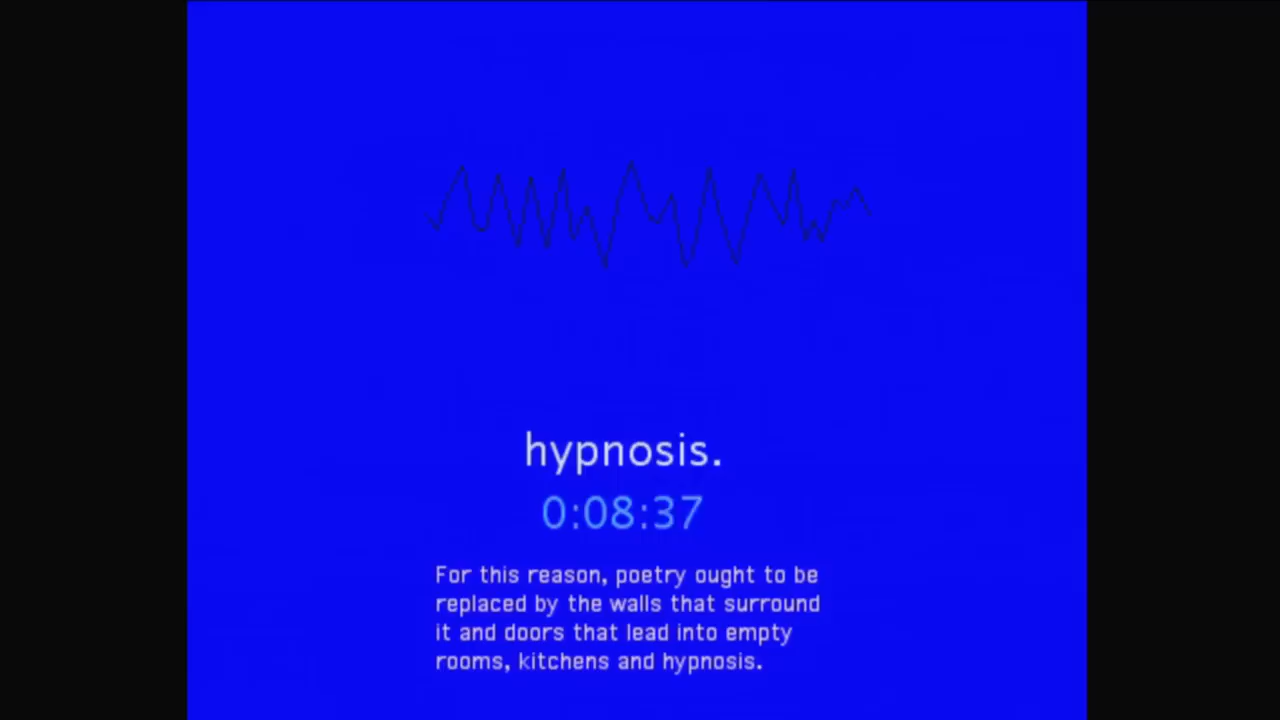 hypnosis.
0:08:37
For this reason, poetry ought to be
replaced by the walls that surround
it and doors that lead into empty
rooms, kitchens and hypnosis.